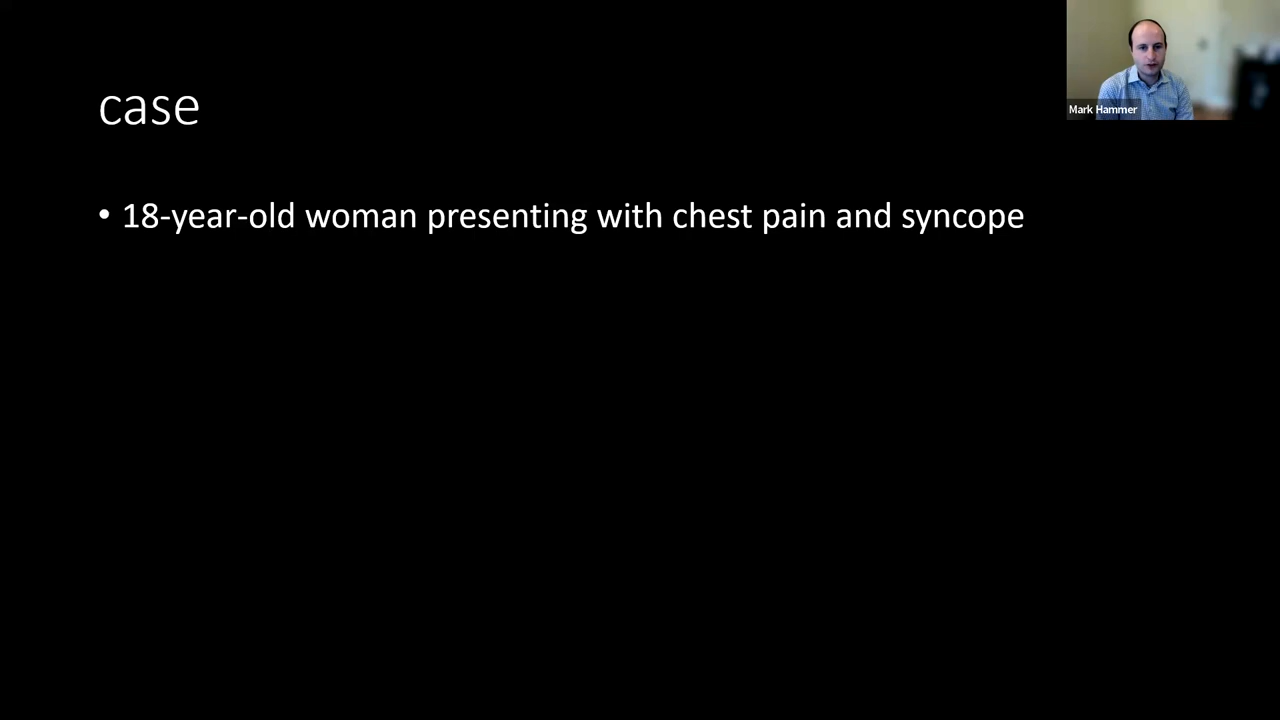 case
• 18-year-old woman presenting with chest pain and syncope
Mark Hammer